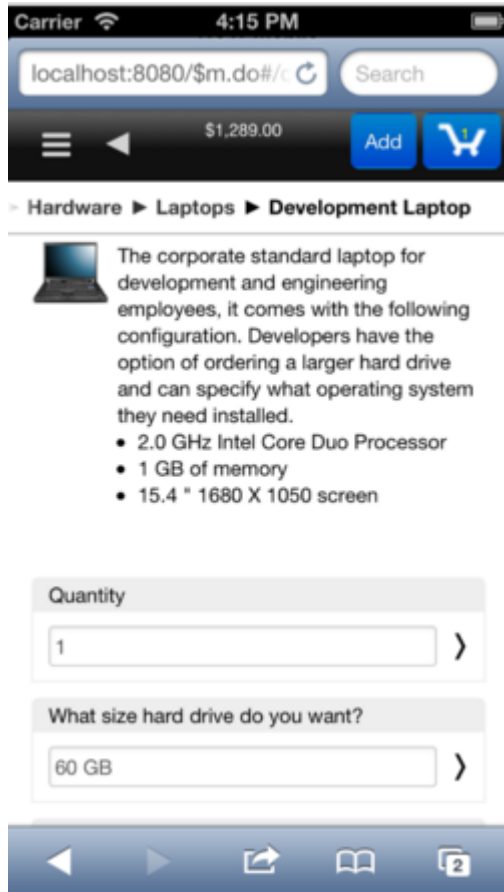 Carrier 4:15 PM
localhost:8080/$m.do#/ Search
$1,289.00 Add 1
Hardware ▶ Laptops ▶ Development Laptop
The corporate standard laptop for
development and engineering
employees, it comes with the following
configuration. Developers have the
option of ordering a larger hard drive
and can specify what operating system
they need installed.
• 2.0 GHz Intel Core Duo Processor
• 1 GB of memory
• 15.4 " 1680 X 1050 screen
Quantity
1
What size hard drive do you want?
60 GB
2